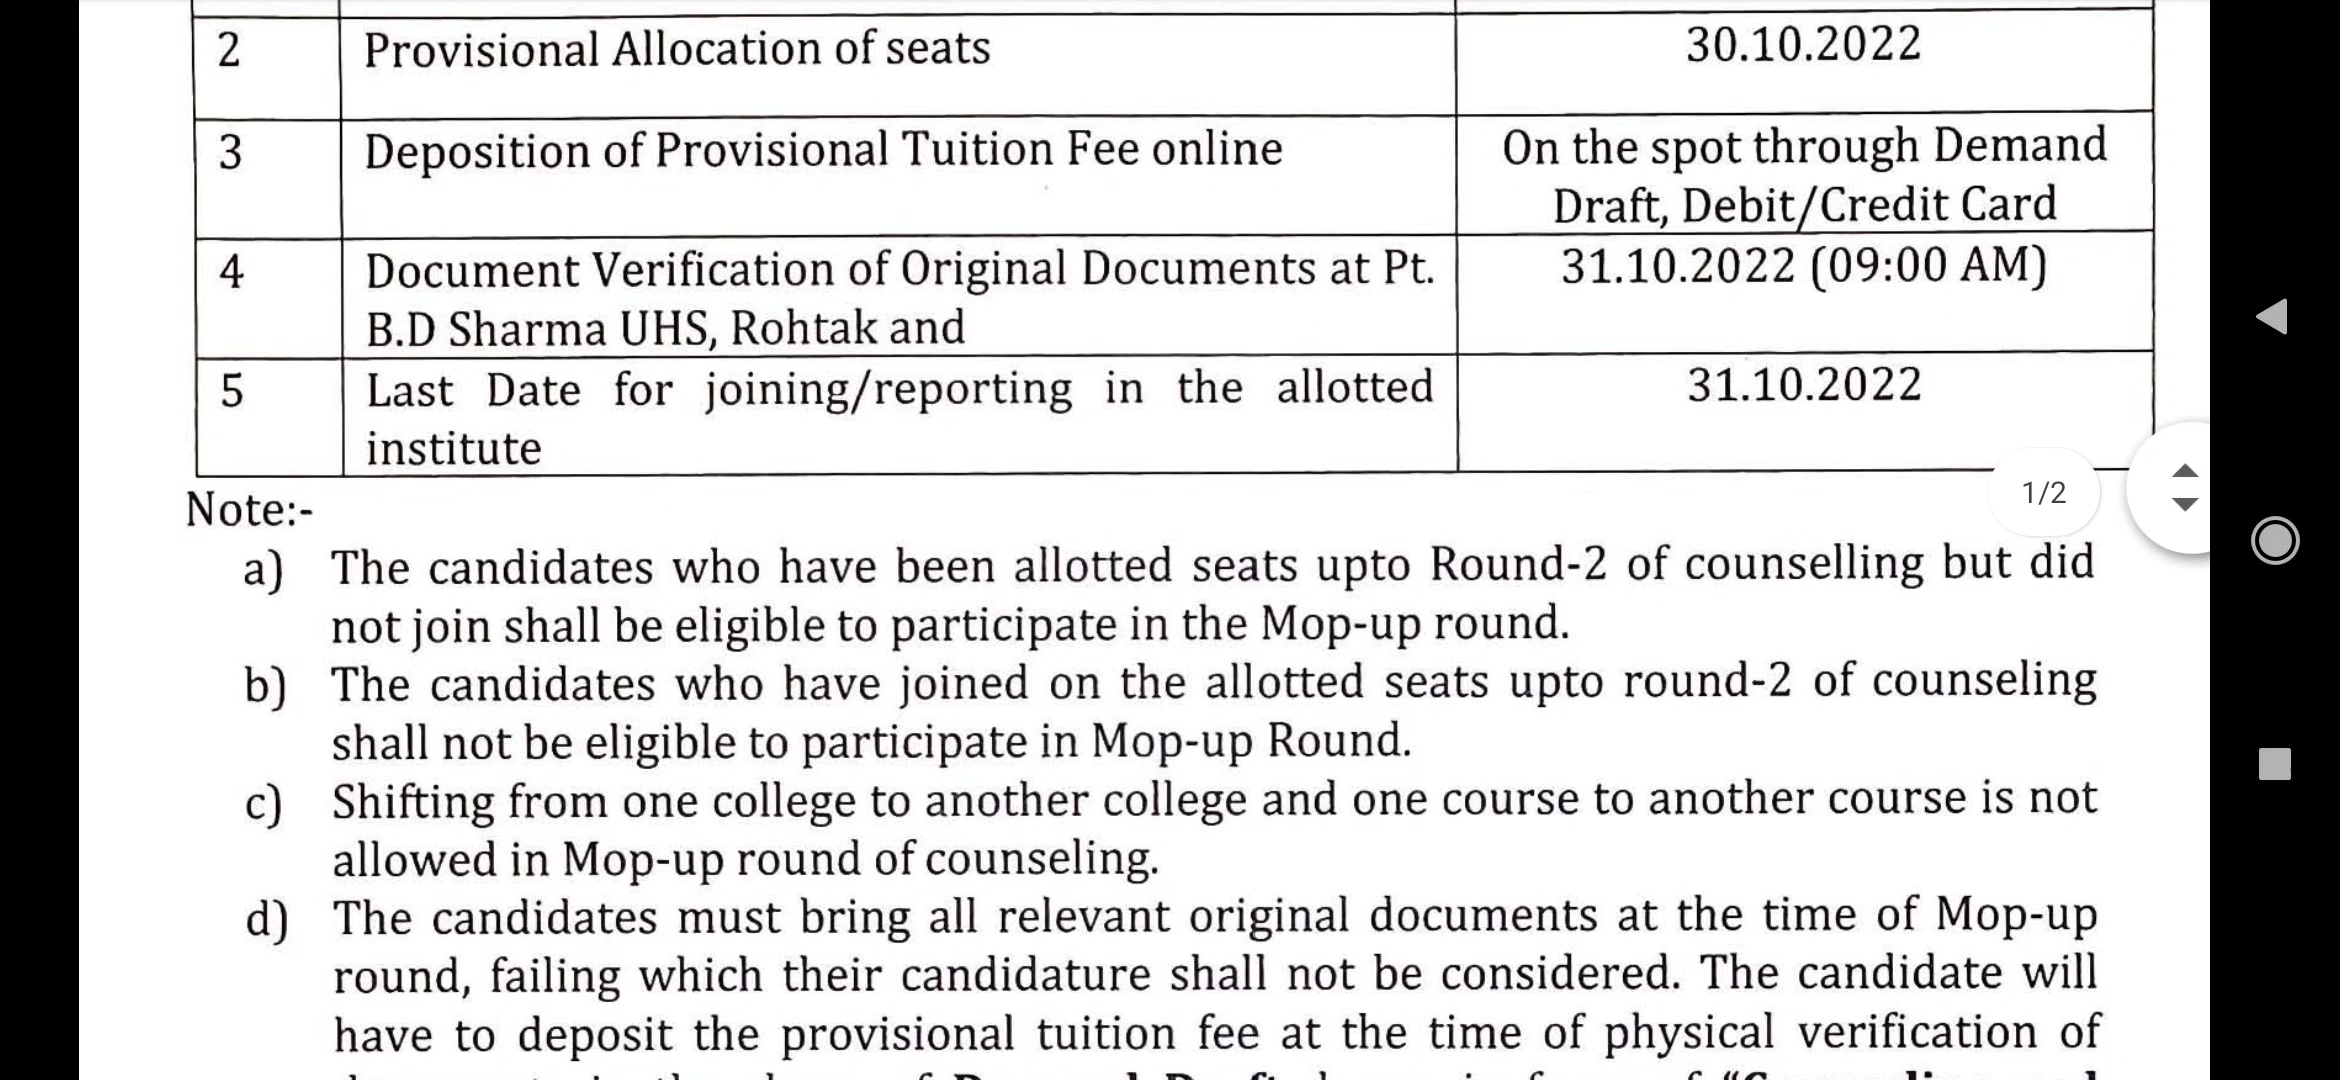 2 Provisional Allocation of seats 30.10.2022
3 Deposition of Provisional Tuition Fee online On the spot through Demand
Draft, Debit/Credit Card
4 Document Verification of Original Documents at Pt. 31.10.2022 (09:00 AM)
B.D Sharma UHS, Rohtak and
5 Last Date for joining/reporting in the allotted 31.10.2022
institute
1/2
Note:-
a) The candidates who have been allotted seats upto Round-2 of counselling but did
not join shall be eligible to participate in the Mop-up round.
b) The candidates who have joined on the allotted seats upto round-2 of counseling
shall not be eligible to participate in Mop-up Round.
c) Shifting from one college to another college and one course to another course is not
allowed in Mop-up round of counseling.
d) The candidates must bring all relevant original documents at the time of Mop-up
round, failing which their candidature shall not be considered. The candidate will
have to deposit the provisional tuition fee at the time of physical verification of